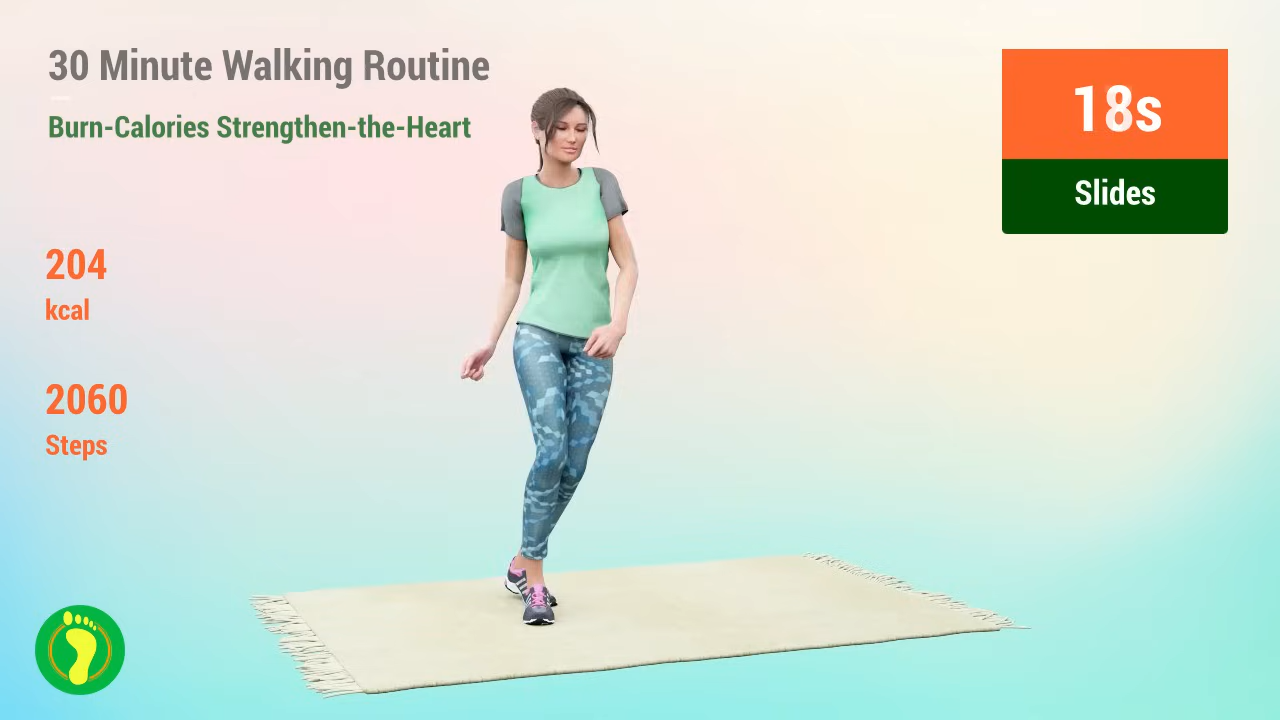 30 Minute Walking Routine
Burn-Calories Strengthen-the-Heart
18s
Slides
204
kcal
2060
Steps